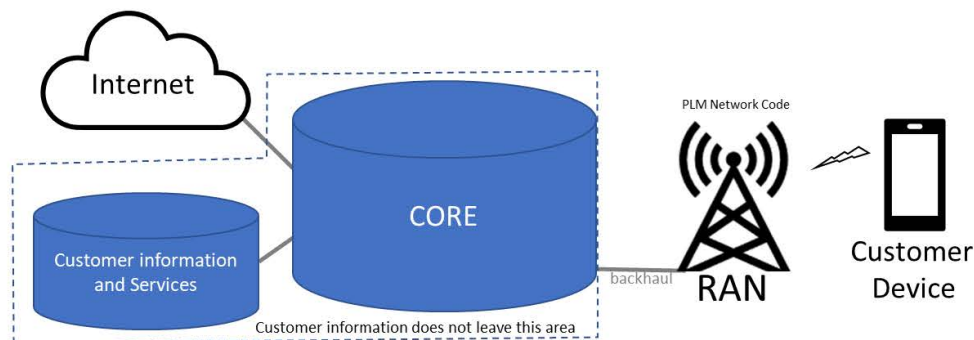 Internet
PLM Network Code
CORE
Customer information
and Services
backhaul
RAN
Customer
Device
Customer information does not leave this area